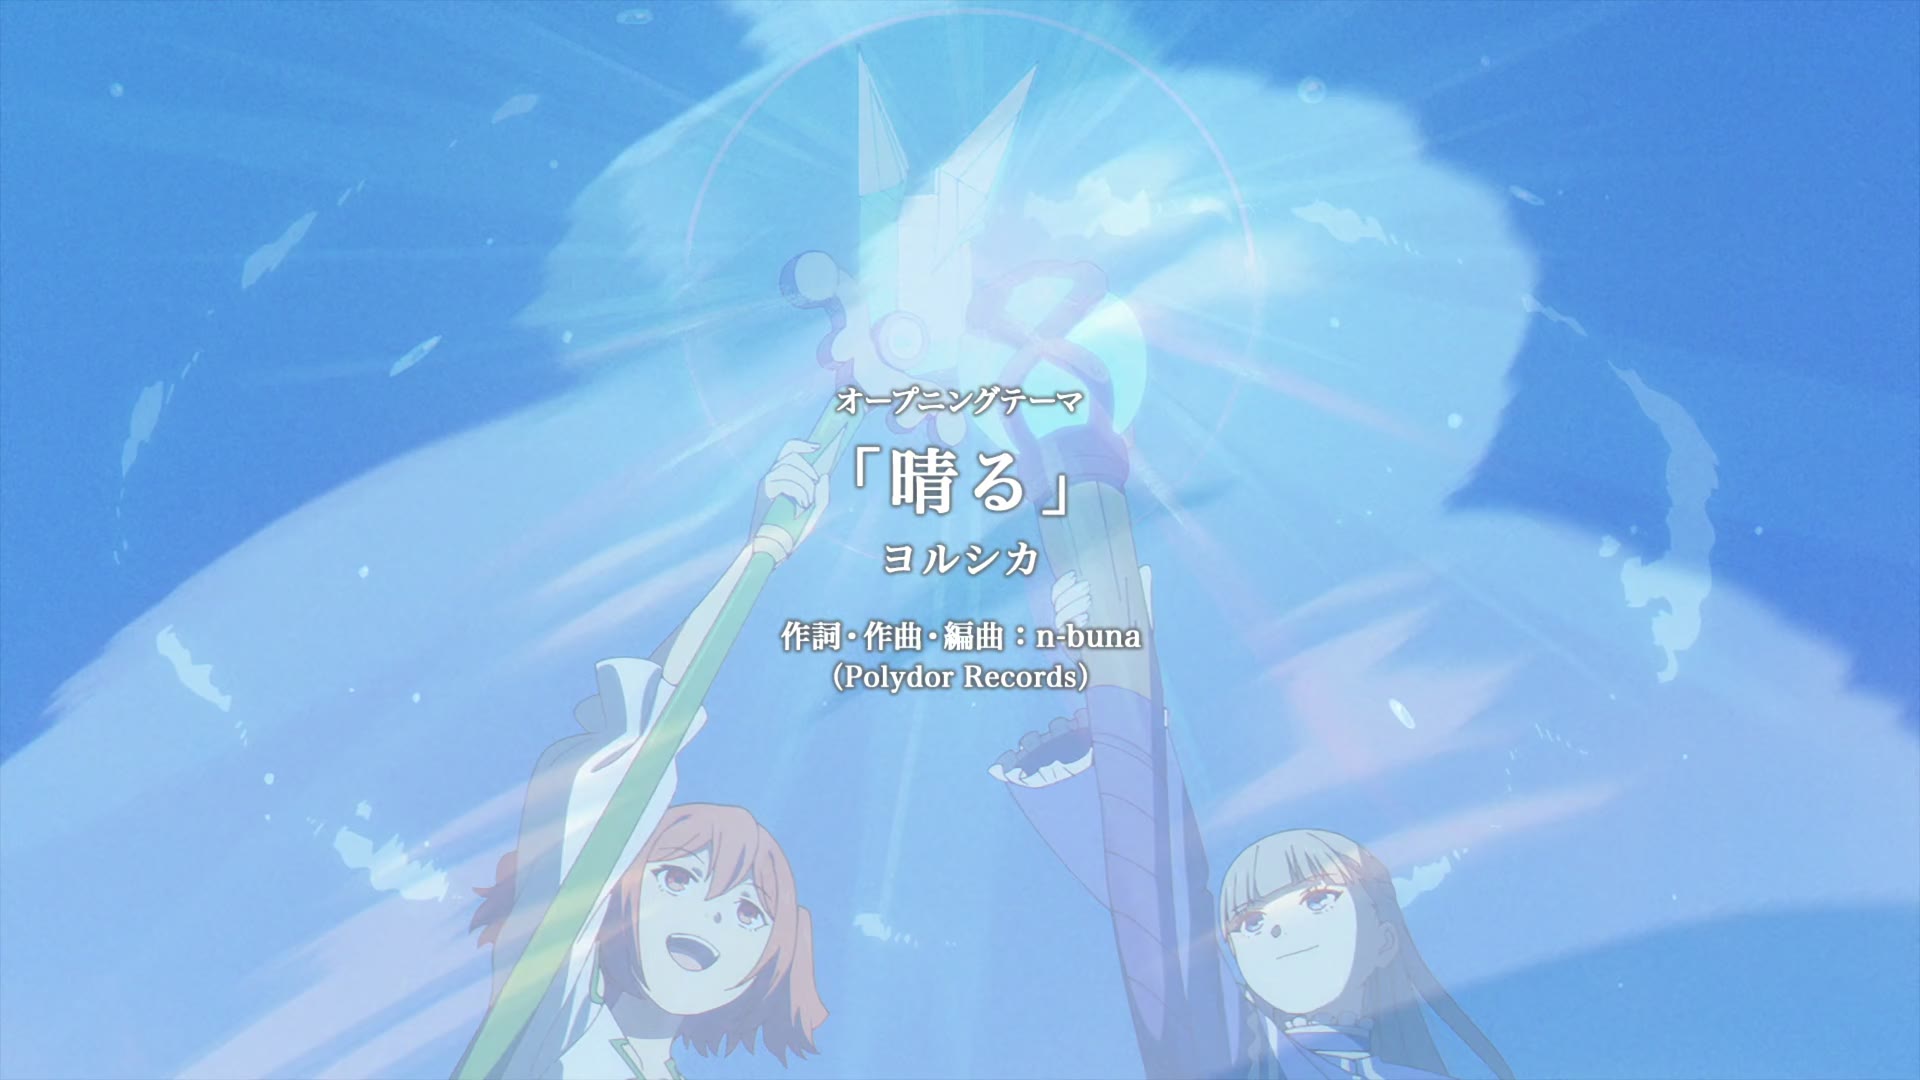 オープニングテーマ
「晴る」
ヨルシカ
作詞・作曲・編曲：n-buna
（Polydor Records）